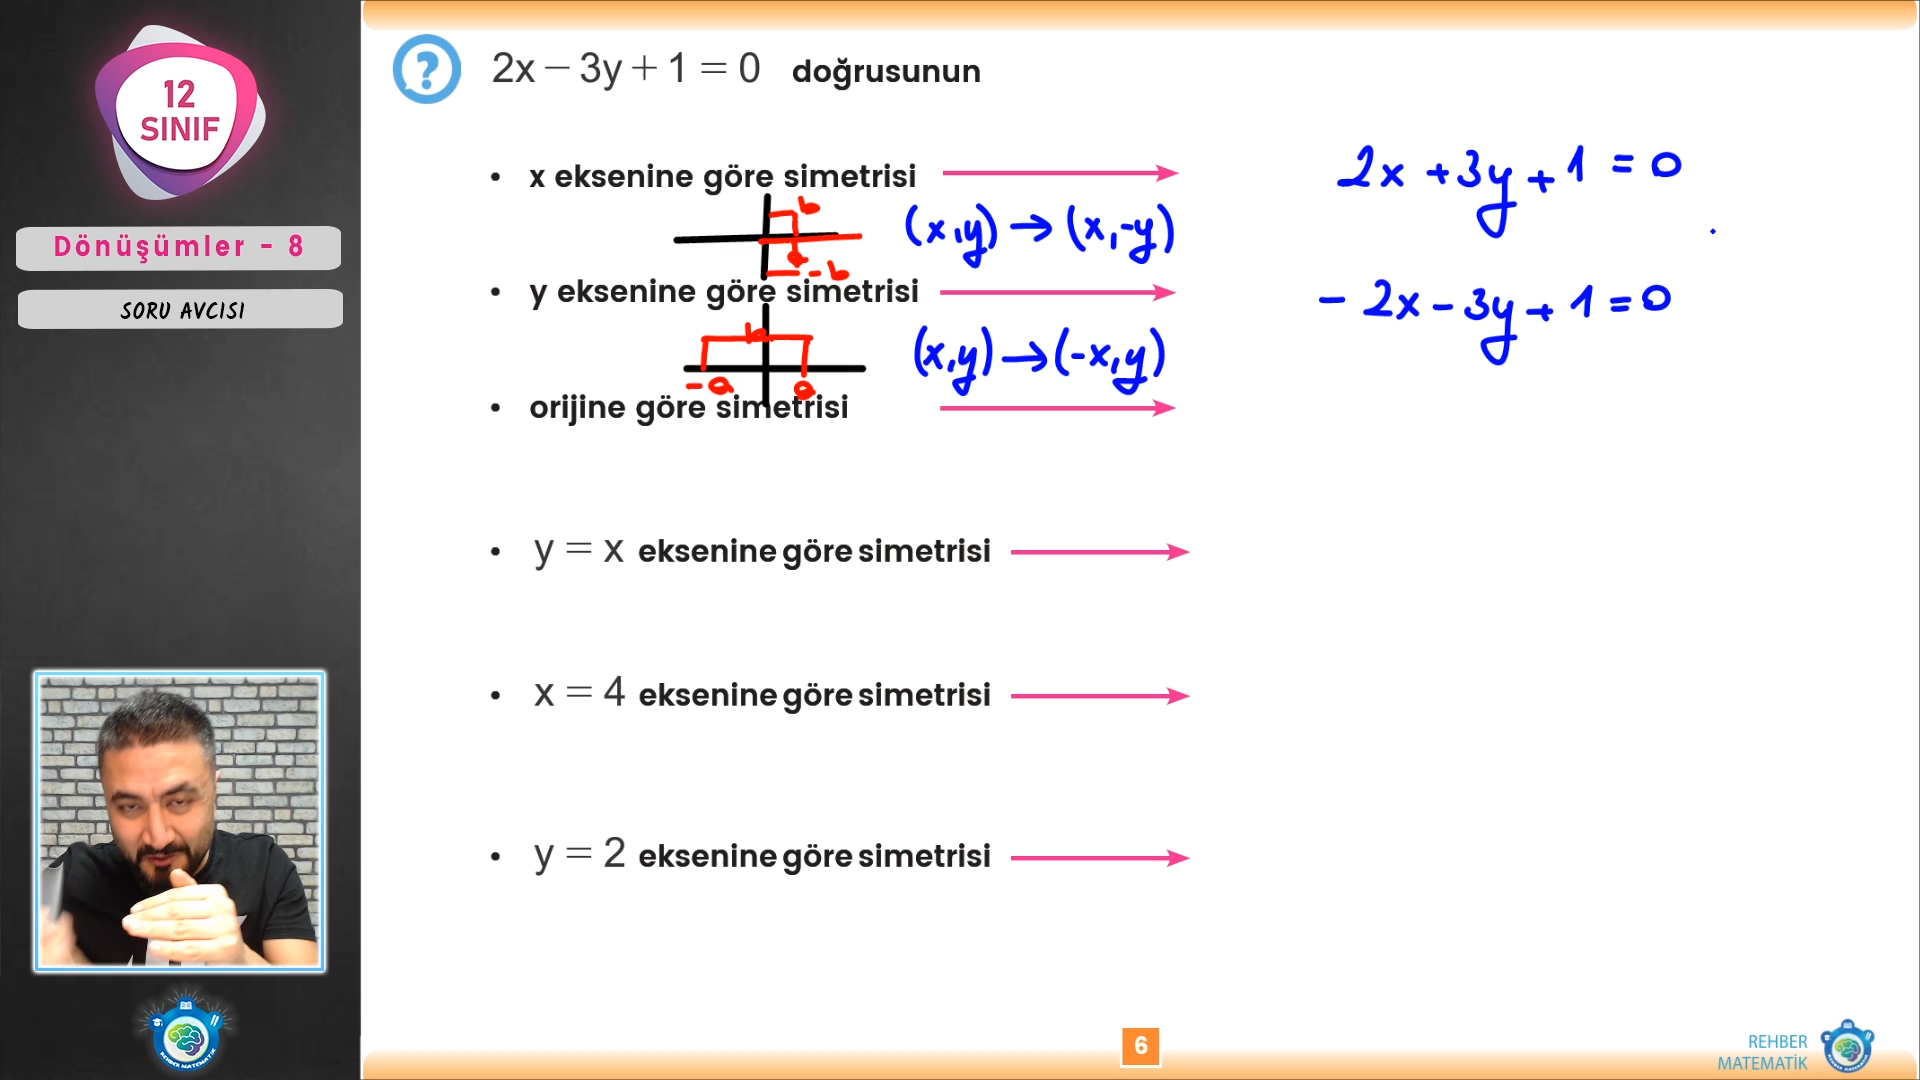 12
SINIF
Dönüşümler - 8
SORU AVCISI
2x − 3y + 1 = 0 doğrusunun
• x eksenine göre simetrisi
2x + 3y + 1 = 0
b
(x,y) → (x,-y)
a
-b
• y eksenine göre simetrisi
- 2x - 3y + 1 = 0
b
(x,y) → (-x,y)
-a
a
• orijine göre simetrisi
• y = x eksenine göre simetrisi
• x = 4 eksenine göre simetrisi
• y = 2 eksenine göre simetrisi
6
REHBER
MATEMATİK
REHBER MATEMATİK